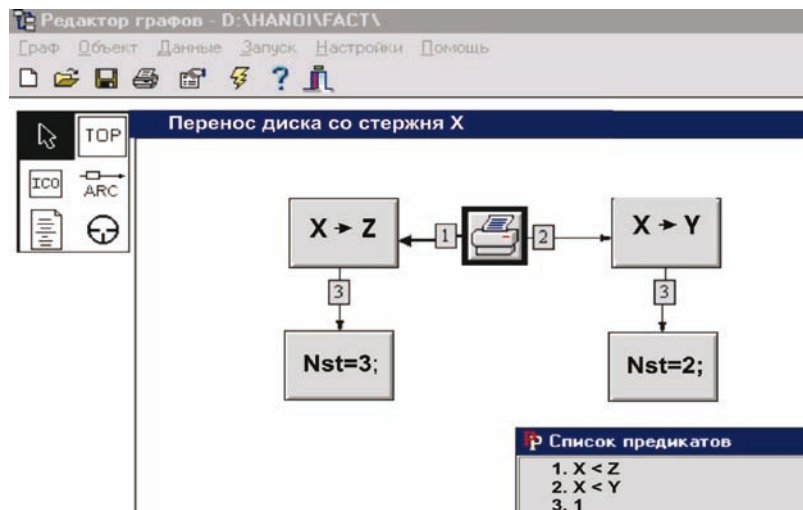 Редактор графов - D:\HANOI\FACT\
Граф Объект Данные Запуск Настройки Помощь
TOP
Перенос диска со стержня X
ICO
ARC
X → Z
1
2
X → Y
3
3
Nst=3;
Nst=2;
Список предикатов
1. X < Z
2. X < Y
3. 1